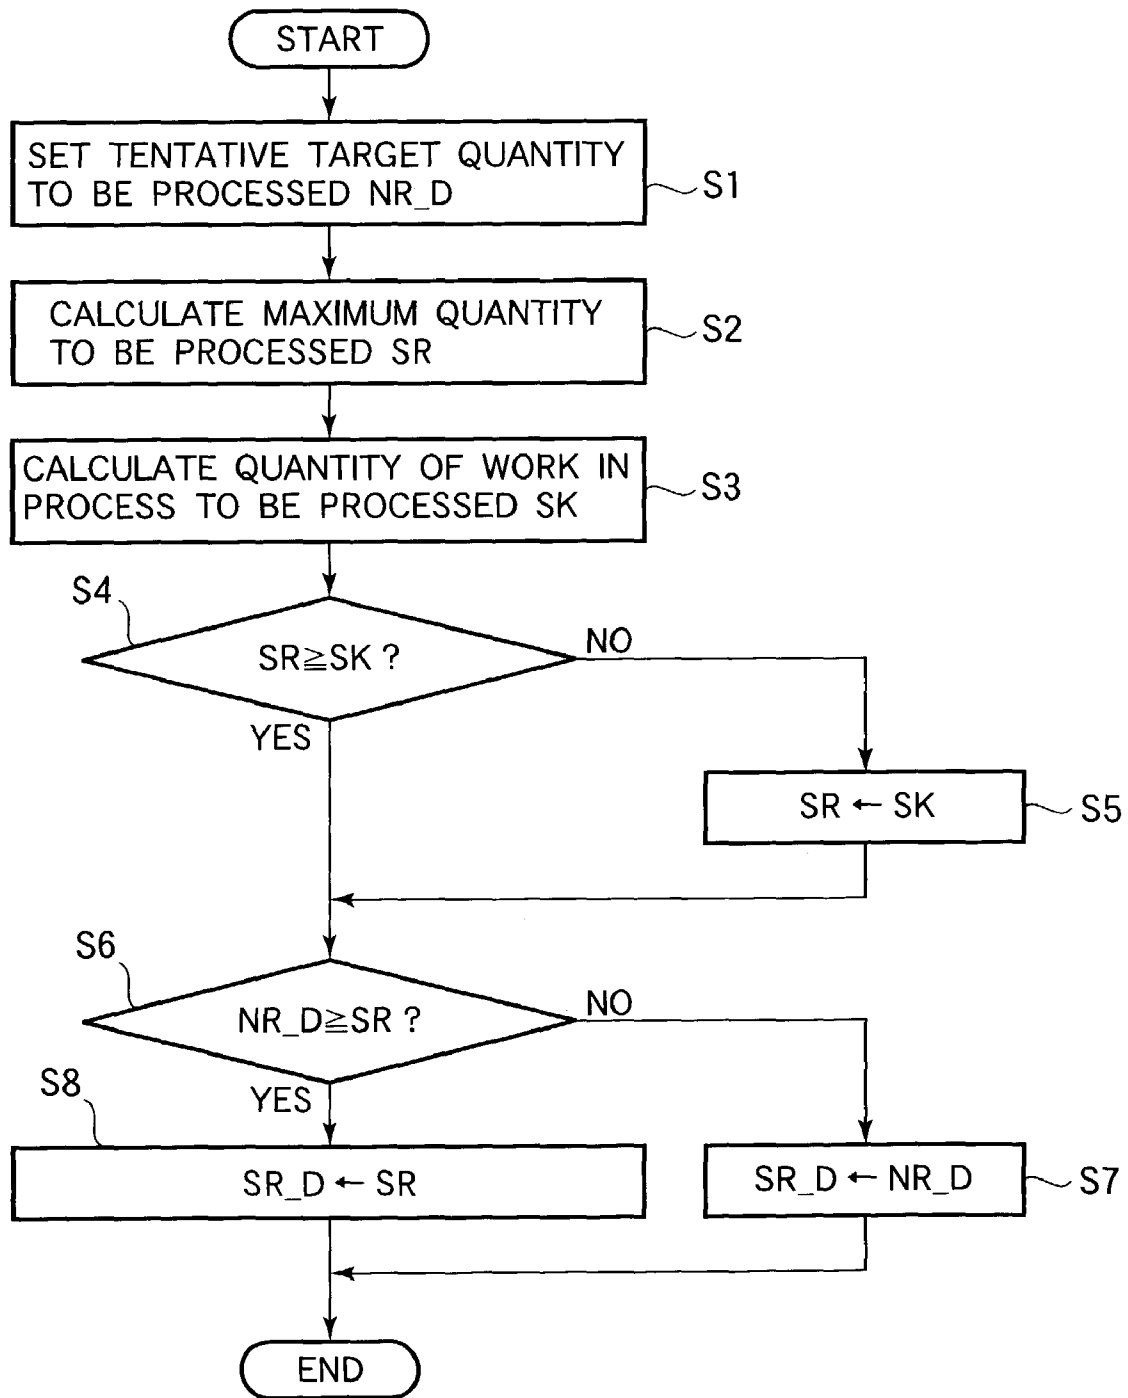 START
SET TENTATIVE TARGET QUANTITY
TO BE PROCESSED NR_D
S1
CALCULATE MAXIMUM QUANTITY
TO BE PROCESSED SR
S2
CALCULATE QUANTITY OF WORK IN
PROCESS TO BE PROCESSED SK
S3
S4
SR≧SK ?
NO
YES
SR ← SK
S5
S6
NR_D≧SR ?
NO
YES
S8
SR_D ← SR
SR_D ← NR_D
S7
END